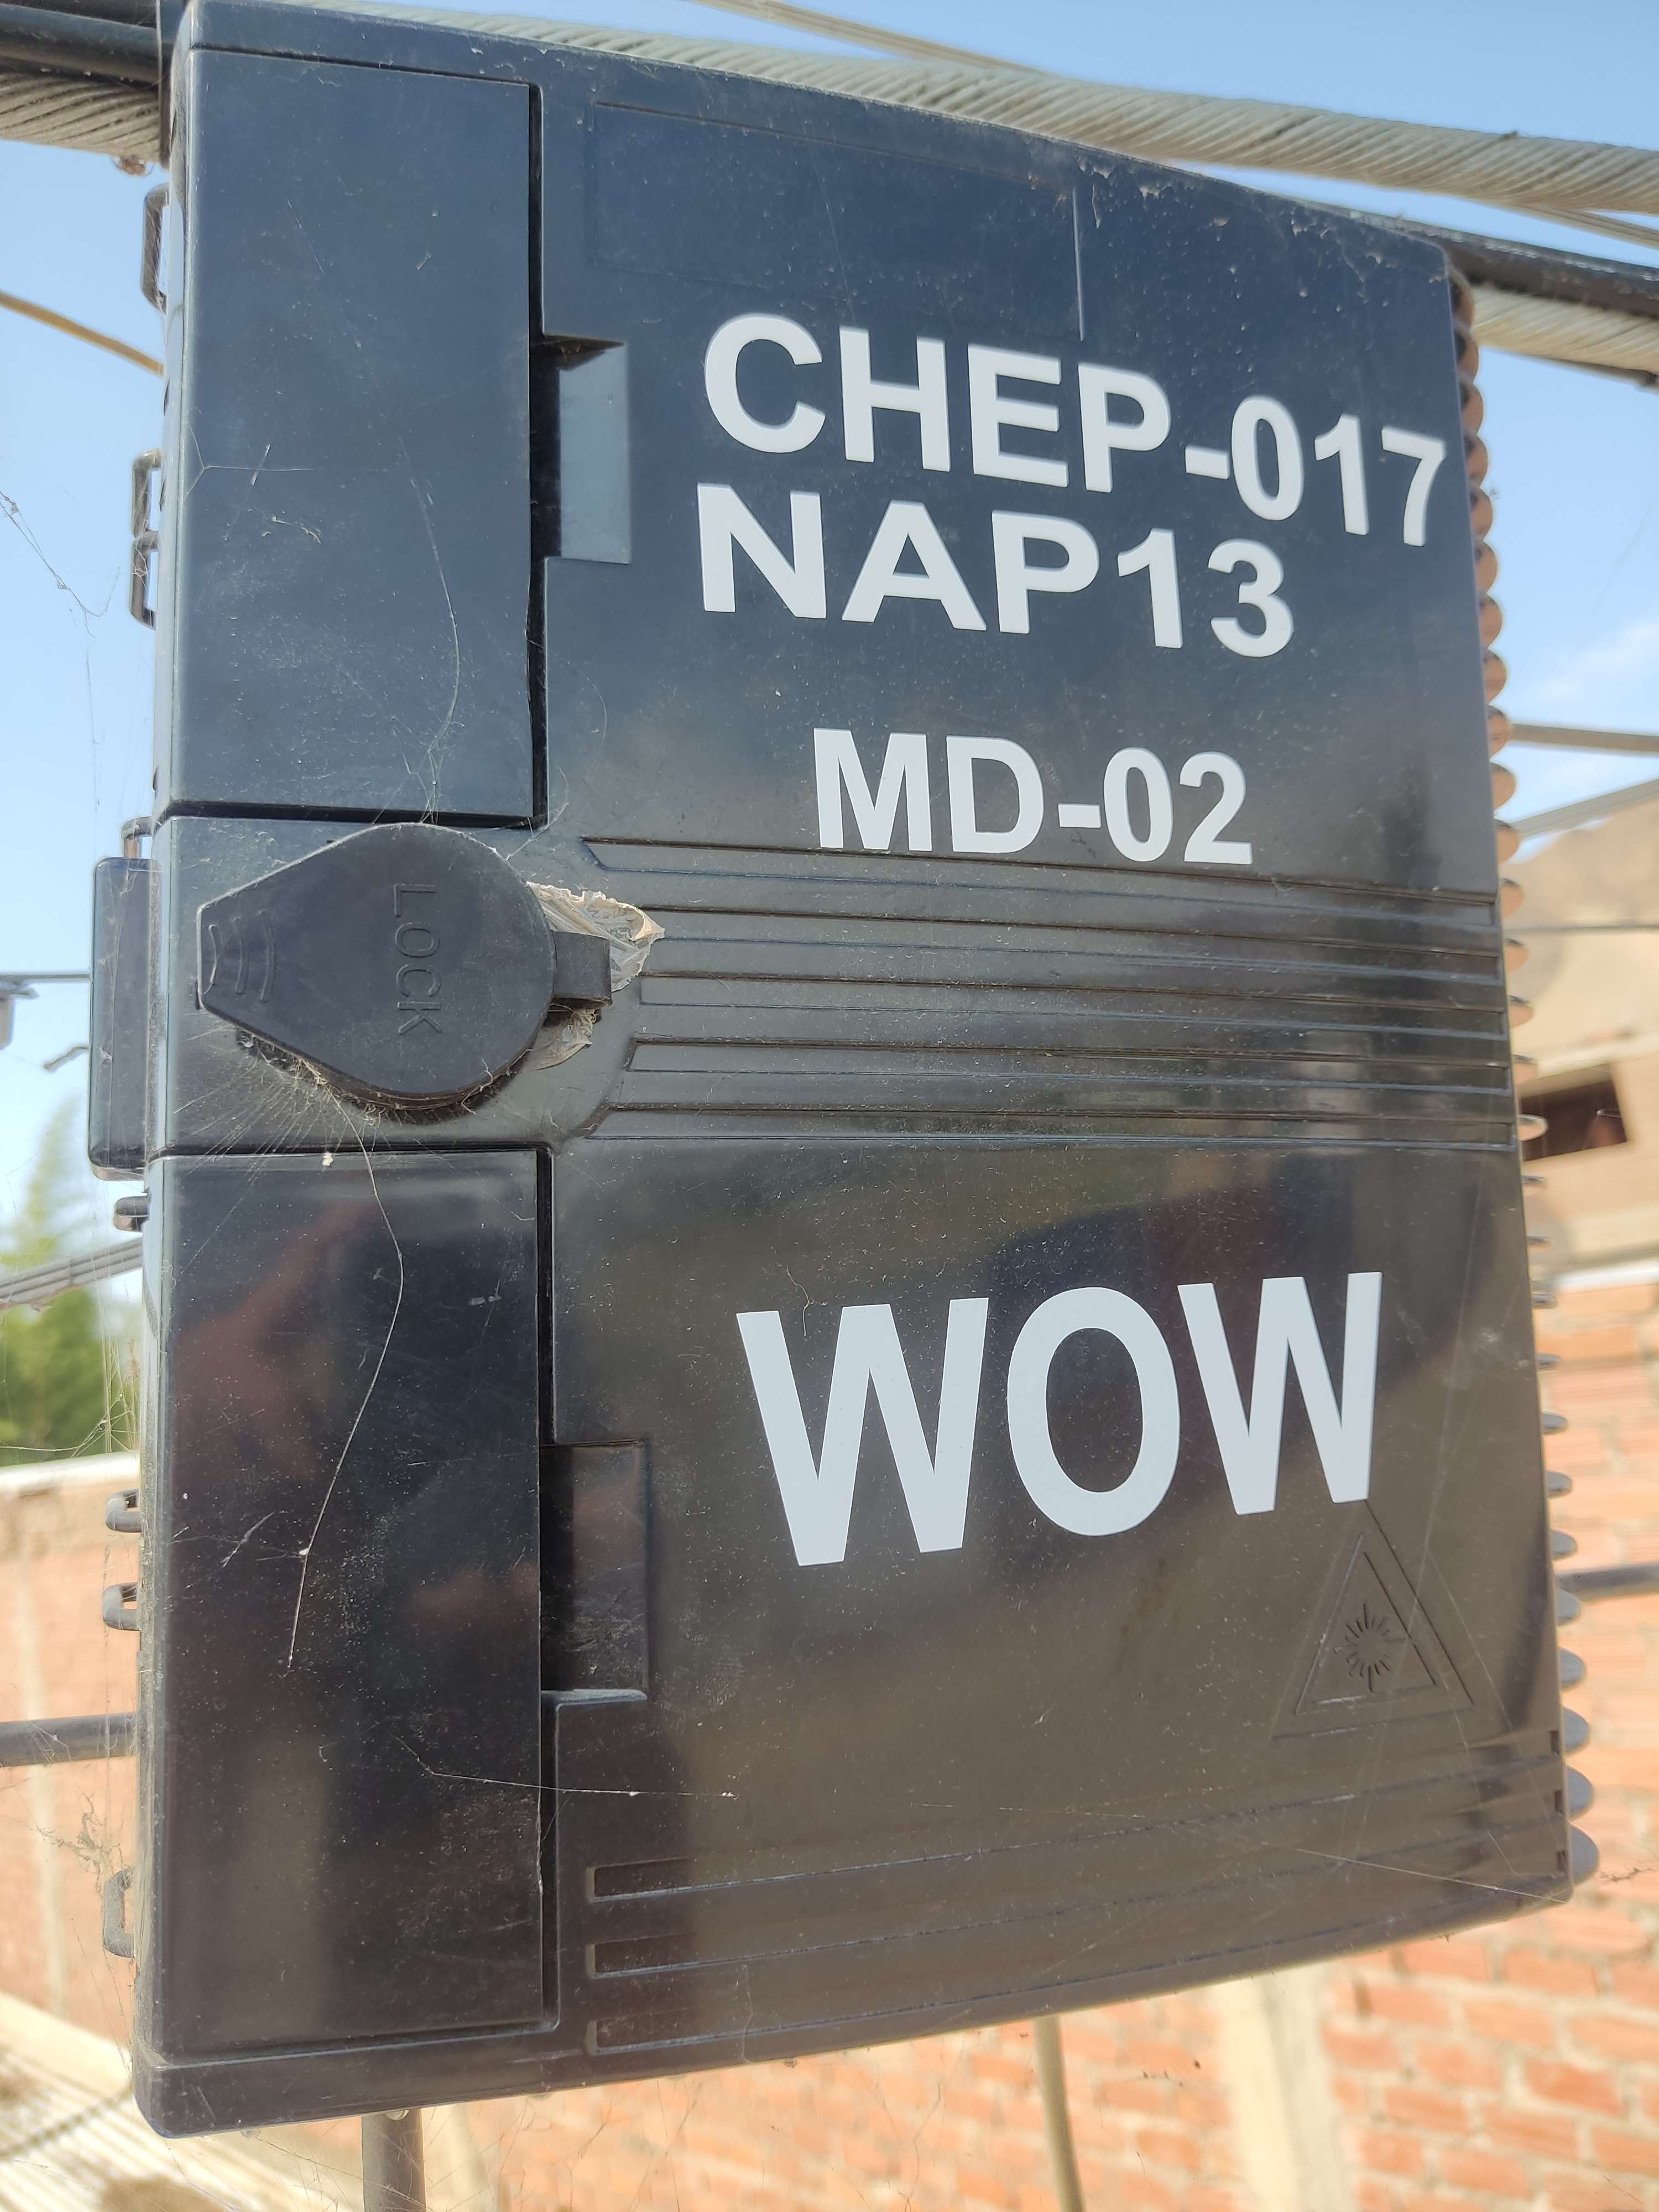 CHEP-017
NAP13
MD-02
LOCK
WOW